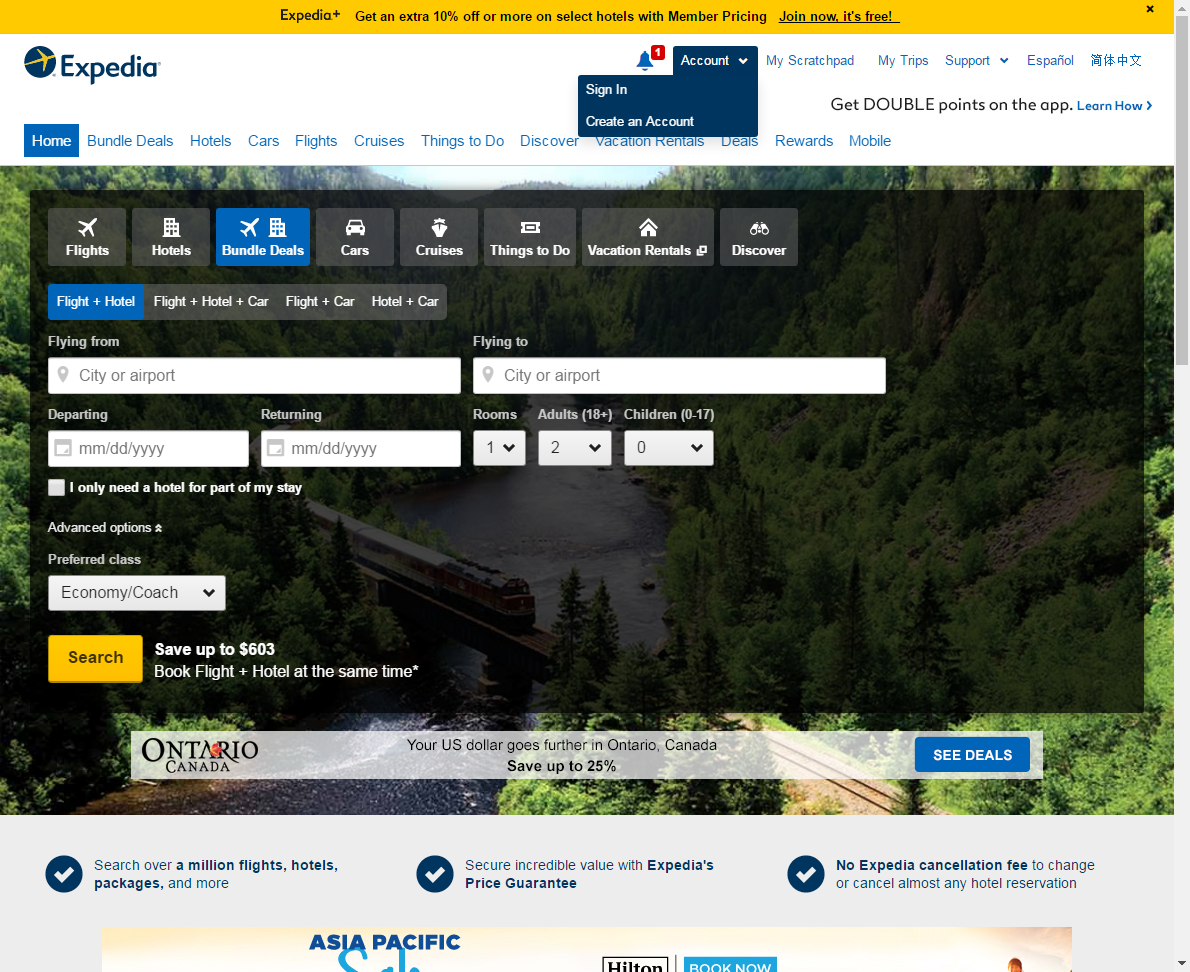 Expedia+ Get an extra 10% off or more on select hotels with Member Pricing Join now, it's free!
Expedia
1
Account
My Scratchpad
My Trips
Support
Español
简体中文
Sign In
Create an Account
Get DOUBLE points on the app. Learn How
Home
Bundle Deals
Hotels
Cars
Flights
Cruises
Things to Do
Discover
Vacation Rentals
Deals
Rewards
Mobile
Flights
Hotels
Bundle Deals
Cars
Cruises
Things to Do
Vacation Rentals
Discover
Flight + Hotel
Flight + Hotel + Car
Flight + Car
Hotel + Car
Flying from
Flying to
City or airport
City or airport
Departing
Returning
Rooms
Adults (18+)
Children (0-17)
mm/dd/yyyy
mm/dd/yyyy
1
2
0
I only need a hotel for part of my stay
Advanced options
Preferred class
Economy/Coach
Search
Save up to $603
Book Flight + Hotel at the same time*
ONTARIO
CANADA
Your US dollar goes further in Ontario, Canada
Save up to 25%
SEE DEALS
Search over a million flights, hotels,
packages, and more
Secure incredible value with Expedia's
Price Guarantee
No Expedia cancellation fee to change
or cancel almost any hotel reservation
ASIA PACIFIC
Hilton
BOOK NOW